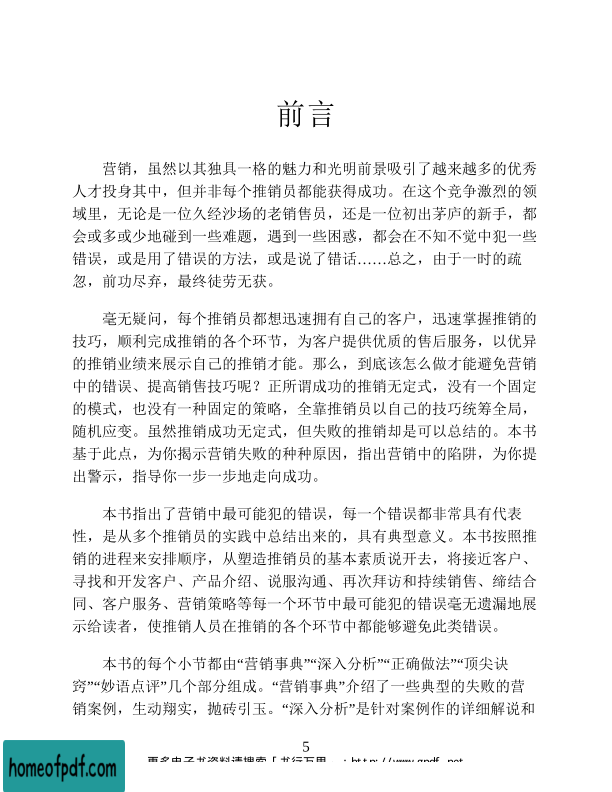 前言
营销，虽然以其独具一格的魅力和光明前景吸引了越来越多的优秀
人才投身其中，但并非每个推销员都能获得成功。在这个竞争激烈的领
域里，无论是一位久经沙场的老销售员，还是一位初出茅庐的新手，都
会或多或少地碰到一些难题，遇到一些困惑，都会在不知不觉中犯一些
错误，或是用了错误的方法，或是说了错话……总之，由于一时的疏
忽，前功尽弃，最终徒劳无获。
毫无疑问，每个推销员都想迅速拥有自己的客户，迅速掌握推销的
技巧，顺利完成推销的各个环节，为客户提供优质的售后服务，以优异
的推销业绩来展示自己的推销才能。那么，到底该怎么做才能避免营销
中的错误、提高销售技巧呢？正所谓成功的推销无定式，没有一个固定
的模式，也没有一种固定的策略，全靠推销员以自己的技巧统筹全局，
随机应变。虽然推销成功无定式，但失败的推销却是可以总结的。本书
基于此点，为你揭示营销失败的种种原因，指出营销中的陷阱，为你提
出警示，指导你一步一步地走向成功。
本书指出了营销中最可能犯的错误，每一个错误都非常具有代表
性，是从多个推销员的实践中总结出来的，具有典型意义。本书按照推
销的进程来安排顺序，从塑造推销员的基本素质说开去，将接近客户、
寻找和开发客户、产品介绍、说服沟通、再次拜访和持续销售、缔结合
同、客户服务、营销策略等每一个环节中最可能犯的错误毫无遗漏地展
示给读者，使推销人员在推销的各个环节中都能够避免此类错误。
本书的每个小节都由“营销事典”“深入分析”“正确做法”“顶尖诀
窍”“妙语点评”几个部分组成。“营销事典”介绍了一些典型的失败的营
销案例，生动翔实，抛砖引玉。“深入分析”是针对案例作的详细解说和
5
更多电子书资料请搜索「书行万里
homeofpdf.com